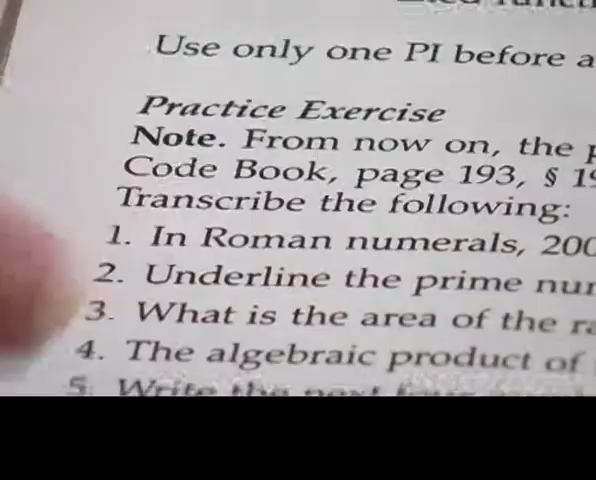 Use only one PI before a
Practice Exercise
Note. From now on, the
Code Book, page 193, §
Transcribe the following:
1. In Roman numerals, 200
2. Underline the prime
3. What is the area of the
4. The algebraic product of
5. Write the next four